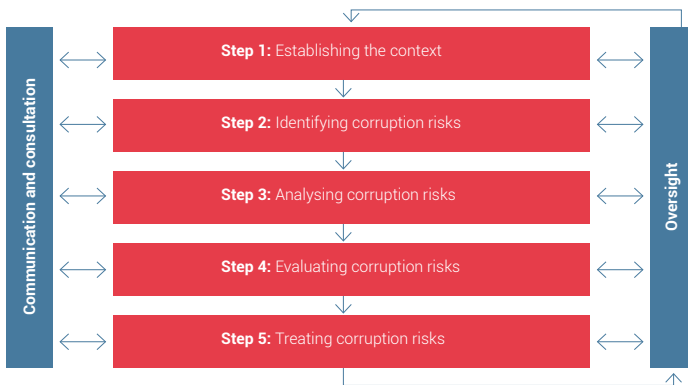 Communication and consultation
Step 1: Establishing the context
Step 2: Identifying corruption risks
Step 3: Analysing corruption risks
Step 4: Evaluating corruption risks
Step 5: Treating corruption risks
Oversight